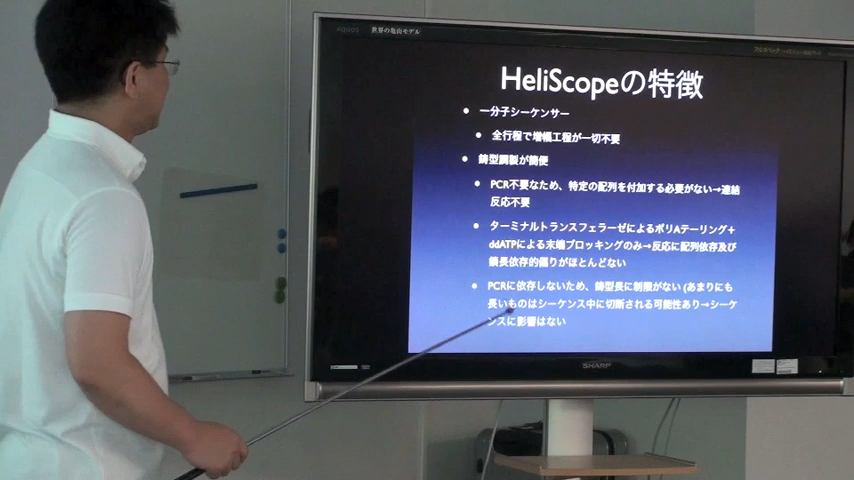 AQUOS 世界の亀山モデル
HeliScopeの特徴
• 一分子シーケンサー
• 全行程で増幅工程が一切不要
• 鋳型調製が簡便
• PCR不要なため、特定の配列を付加する必要がない→連結
反応不要
• ターミナルトランスフェラーゼによるポリAテーリング＋
ddATPによる末端ブロッキングのみ→反応に配列依存及び
鎖長依存的偏りがほとんどない
• PCRに依存しないため、鋳型長に制限がない (あまりにも
長いものはシーケンス中に切断される可能性あり→シーケ
ンスに影響はない
SHARP